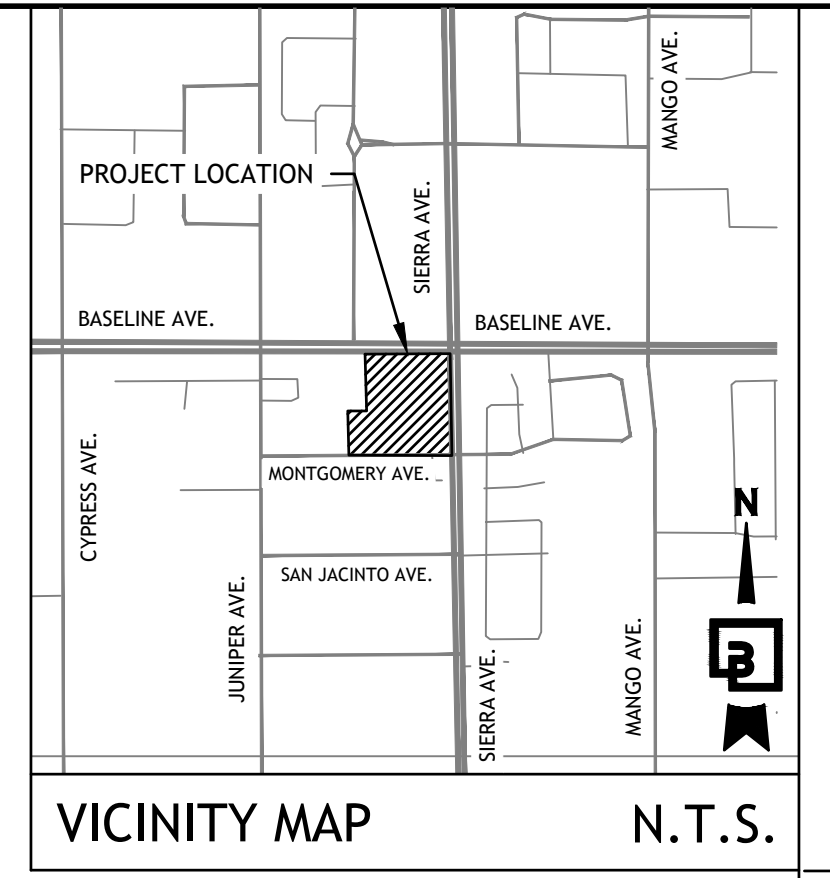 MANGO AVE.
PROJECT LOCATION
SIERRA AVE.
BASELINE AVE.
BASELINE AVE.
CYPRESS AVE.
MONTGOMERY AVE.
N
SAN JACINTO AVE.
JUNIPER AVE.
SIERRA AVE.
MANGO AVE.
B
VICINITY MAP N.T.S.